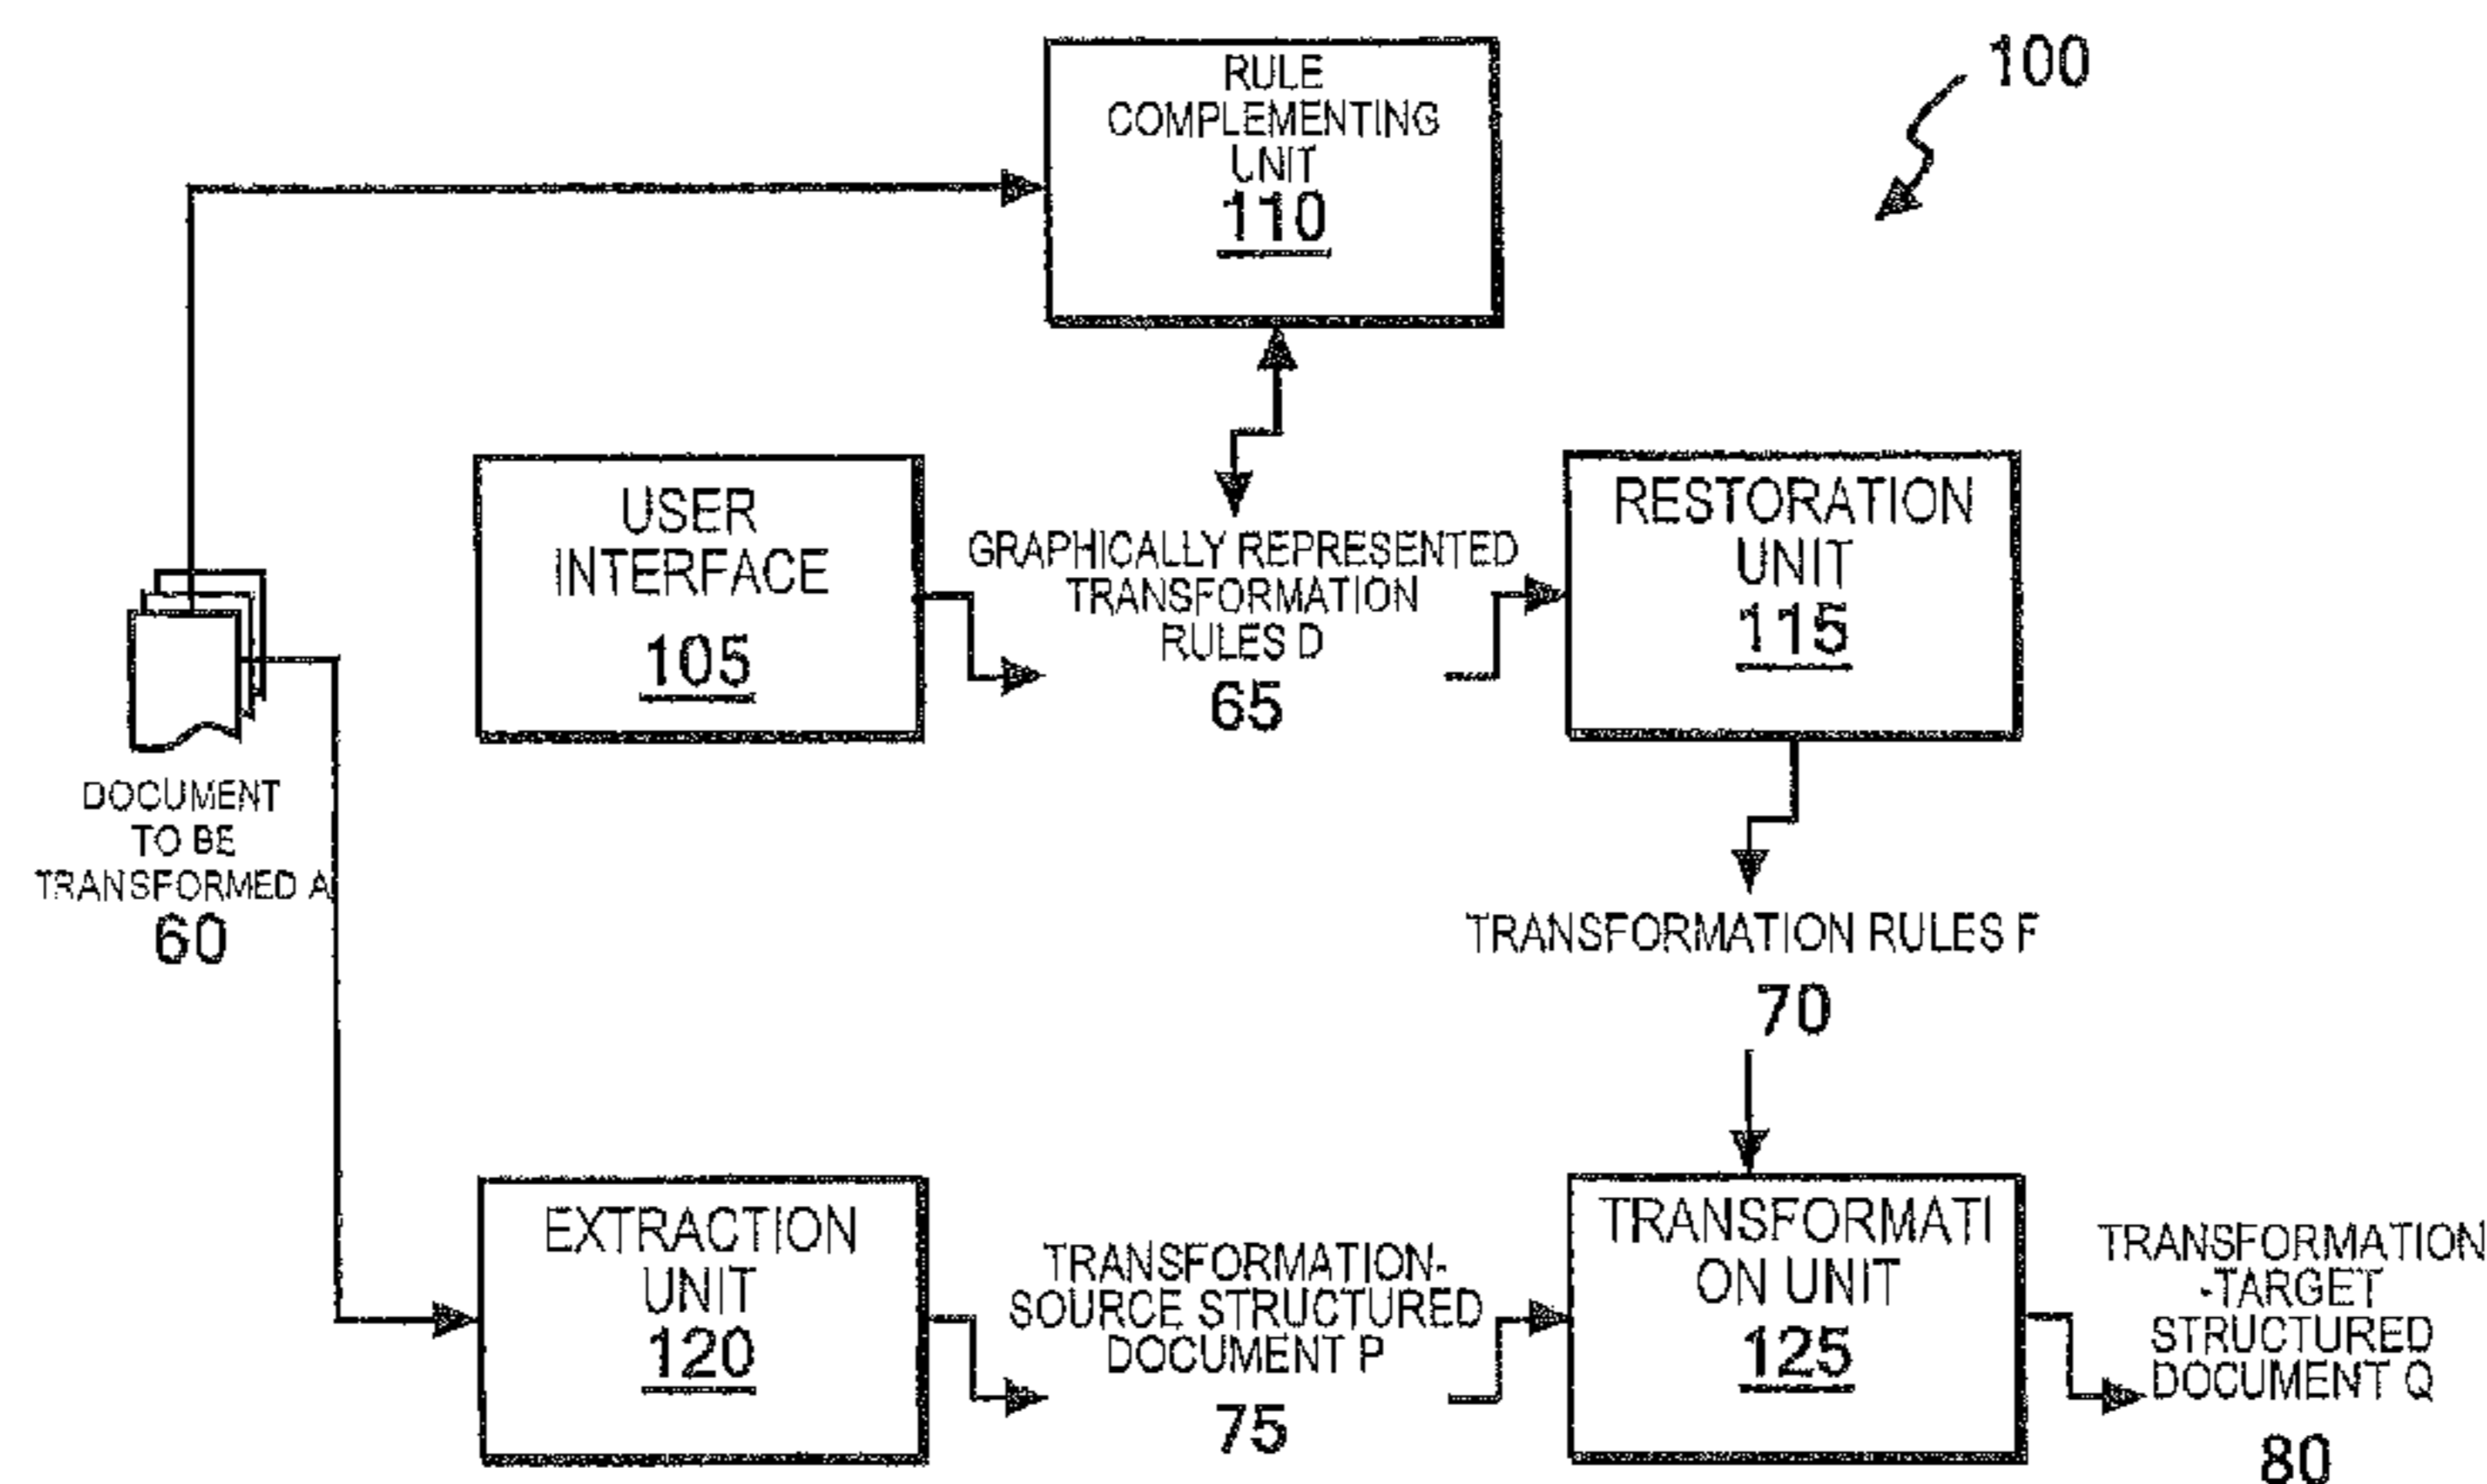 100
RULE
COMPLEMENTING
UNIT
110
USER
INTERFACE
105
GRAPHICALLY REPRESENTED
TRANSFORMATION
RULES D
65
RESTORATION
UNIT
115
DOCUMENT
TO BE
TRANSFORMED A
60
TRANSFORMATION RULES F
70
EXTRACTION
UNIT
120
TRANSFORMATION-
SOURCE STRUCTURED
DOCUMENT P
75
TRANSFORMATI
ON UNIT
125
TRANSFORMATION
-TARGET
STRUCTURED
DOCUMENT Q
80